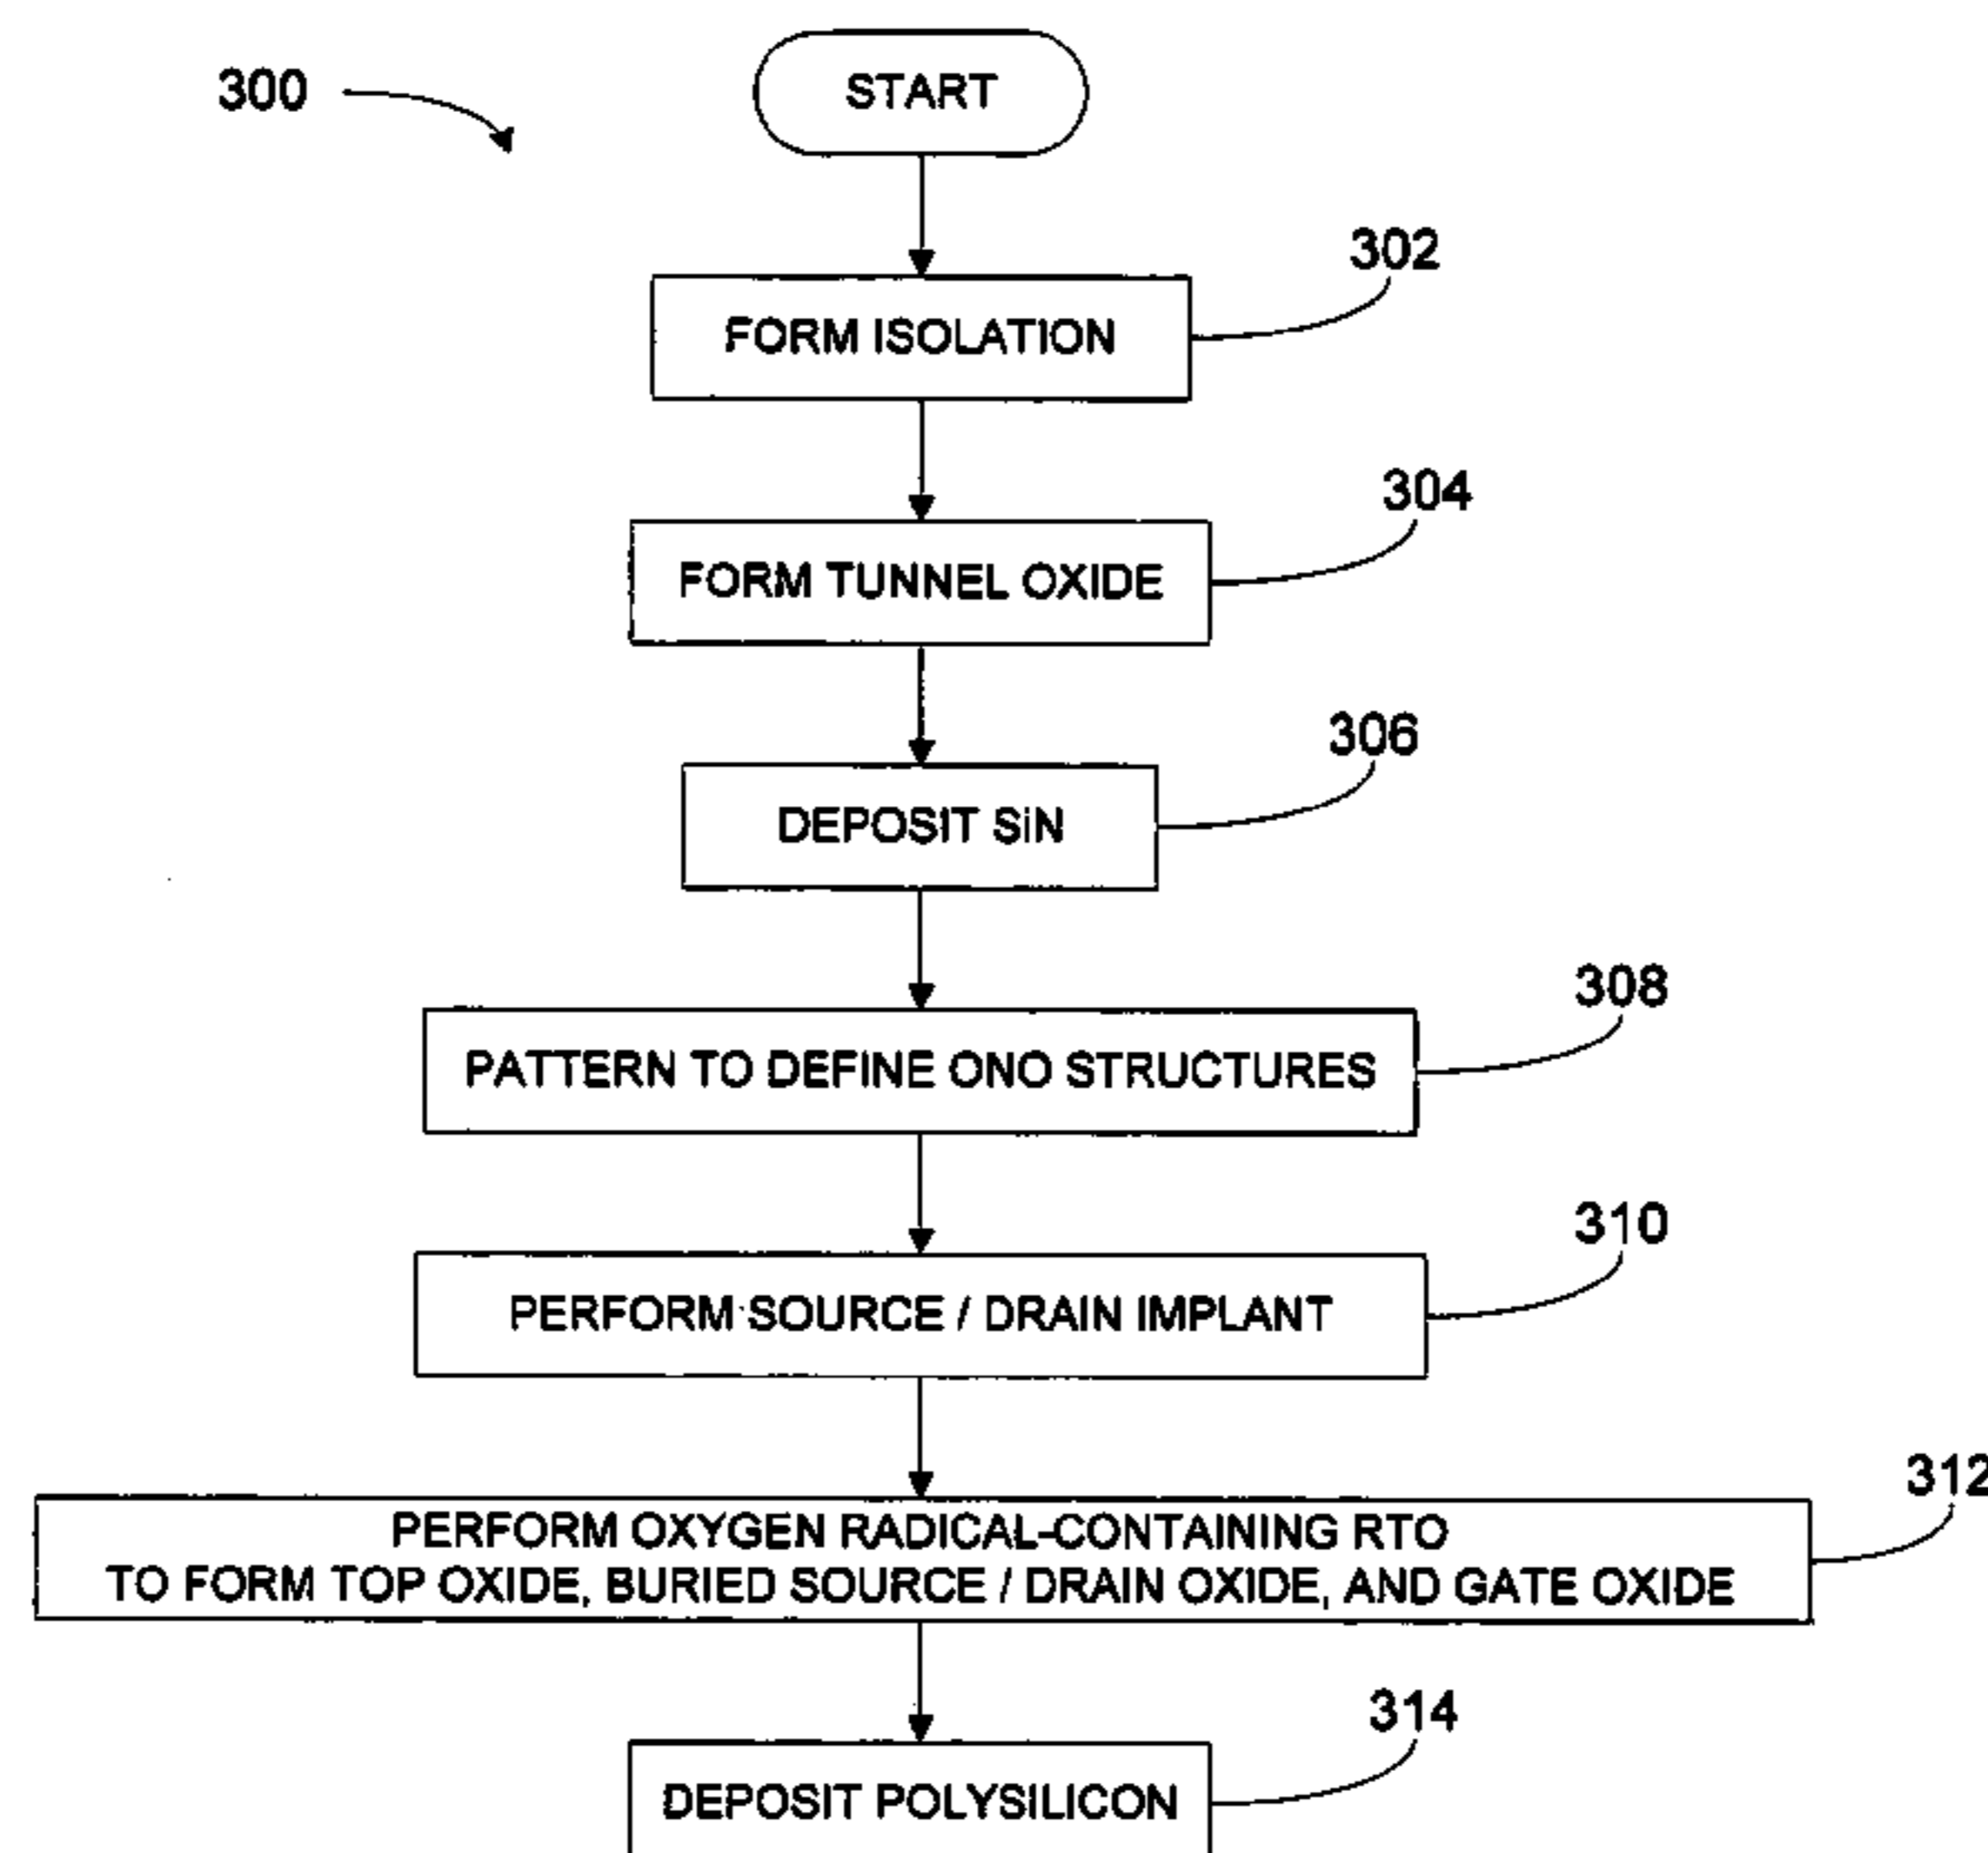 300
START
302
FORM ISOLATION
304
FORM TUNNEL OXIDE
306
DEPOSIT SiN
308
PATTERN TO DEFINE ONO STRUCTURES
310
PERFORM SOURCE / DRAIN IMPLANT
312
PERFORM OXYGEN RADICAL-CONTAINING RTO
TO FORM TOP OXIDE, BURIED SOURCE / DRAIN OXIDE, AND GATE OXIDE
314
DEPOSIT POLYSILICON